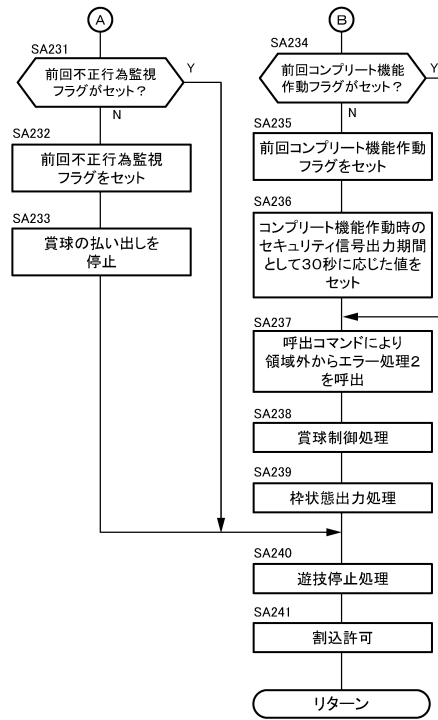 A
SA231
前回不正行為監視
フラグがセット？
Y
N
SA232
前回不正行為監視
フラグをセット
SA233
賞球の払い出しを
停止
B
SA234
前回コンプリート機能
作動フラグがセット？
Y
N
SA235
前回コンプリート機能作動
フラグをセット
SA236
コンプリート機能作動時の
セキュリティ信号出力期間
として30秒に応じた値を
セット
SA237
呼出コマンドにより
領域外からエラー処理2
を呼出
SA238
賞球制御処理
SA239
枠状態出力処理
SA240
遊技停止処理
SA241
割込許可
リターン